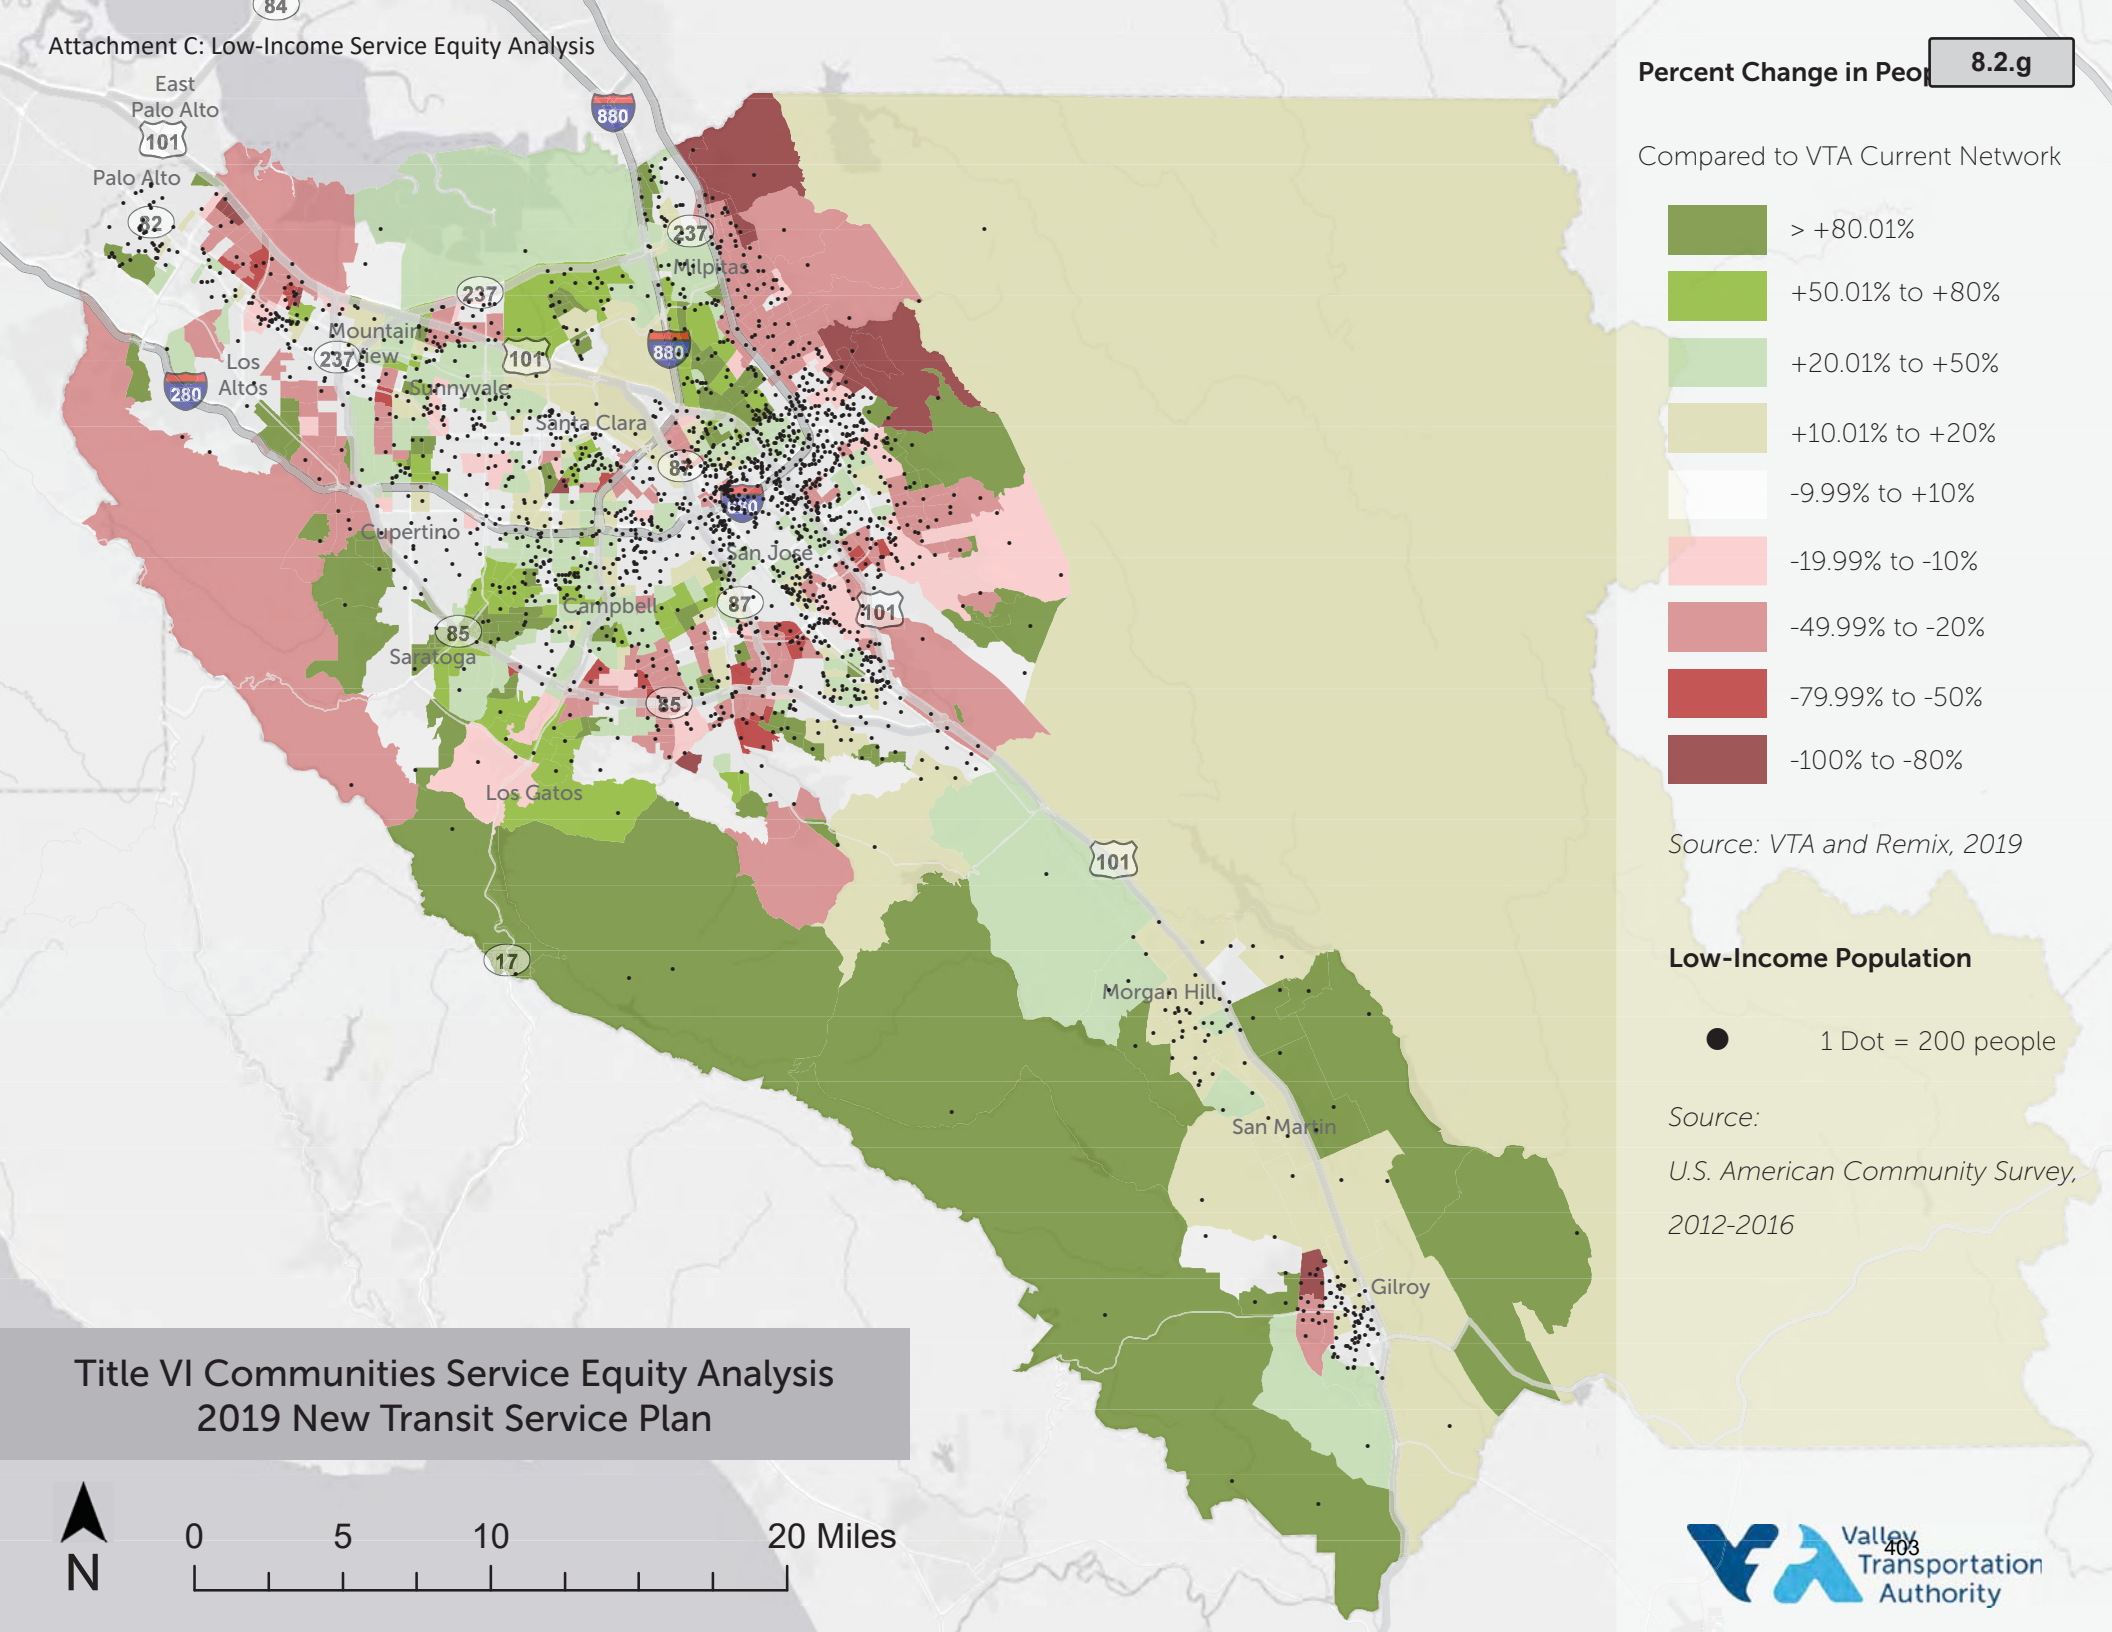 Attachment C: Low-Income Service Equity Analysis
84
East
Palo Alto
101
Palo Alto
82
880
237
Milpitas
237
Mountain
View
237
101
880
Los
Altos
280
Sunnyvale
Santa Clara
87
Cupertino
San Jose
Campbell
87
101
85
Saratoga
85
Los Gatos
17
101
Morgan Hill
San Martin
Gilroy
8.2.g
Percent Change in
Compared to VTA Current Network
> +80.01%
+50.01% to +80%
+20.01% to +50%
+10.01% to +20%
-9.99% to +10%
-19.99% to -10%
-49.99% to -20%
-79.99% to -50%
-100% to -80%
Source: VTA and Remix, 2019
Low-Income Population
1 Dot = 200 people
Source:
U.S. American Community Survey,
2012-2016
Title VI Communities Service Equity Analysis
2019 New Transit Service Plan
N
0 5 10 20 Miles
VTA
Valley
403
Transportation
Authority